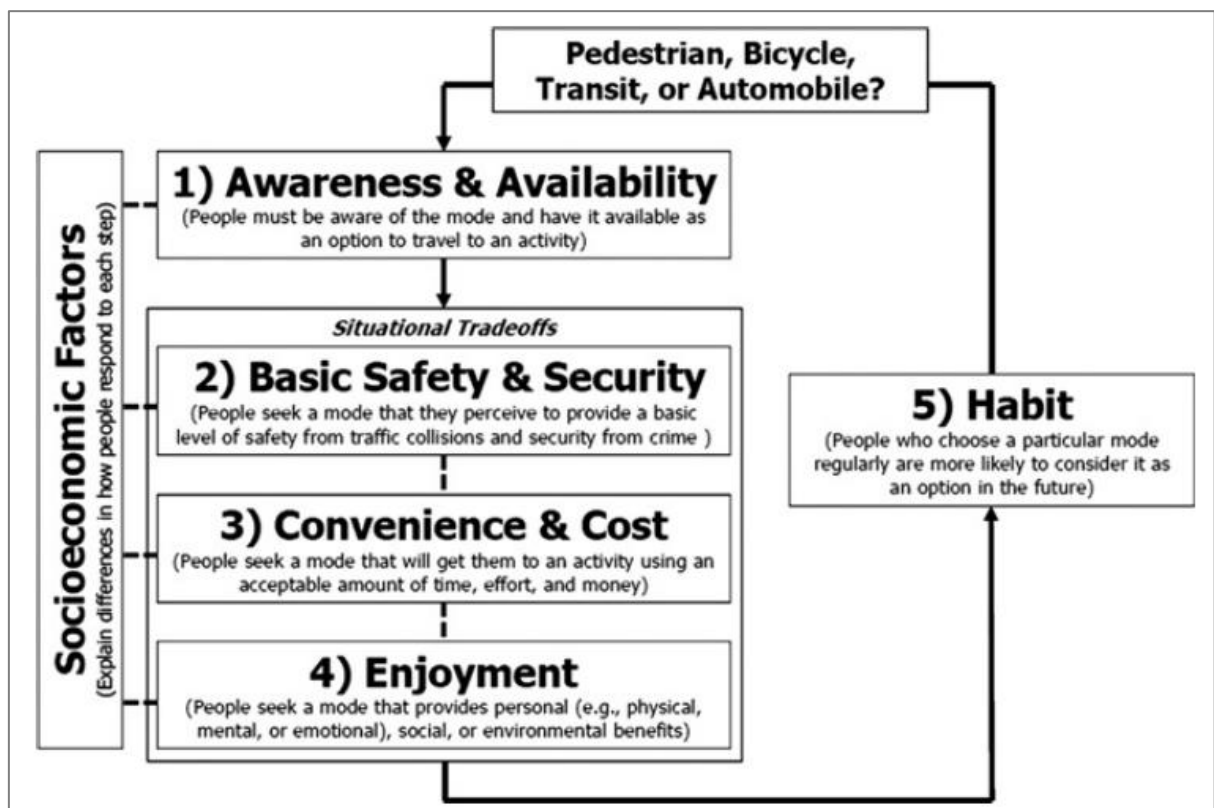 Pedestrian, Bicycle,
Transit, or Automobile?
Socioeconomic Factors
(Explain differences in how people respond to each step)
1) Awareness & Availability
(People must be aware of the mode and have it available as
an option to travel to an activity)
Situational Tradeoffs
2) Basic Safety & Security
(People seek a mode that they perceive to provide a basic
level of safety from traffic collisions and security from crime )
3) Convenience & Cost
(People seek a mode that will get them to an activity using an
acceptable amount of time, effort, and money)
4) Enjoyment
(People seek a mode that provides personal (e.g., physical,
mental, or emotional), social, or environmental benefits)
5) Habit
(People who choose a particular mode
regularly are more likely to consider it as
an option in the future)